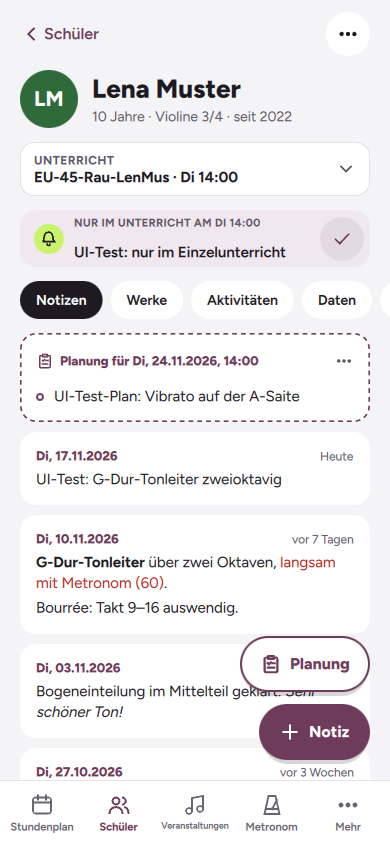 Schüler
LM
Lena Muster
10 Jahre · Violine 3/4 · seit 2022
UNTERRICHT
EU-45-Rau-LenMus · Di 14:00
NUR IM UNTERRICHT AM DI 14:00
UI-Test: nur im Einzelunterricht
Notizen Werke Aktivitäten Daten
Planung für Di, 24.11.2026, 14:00
UI-Test-Plan: Vibrato auf der A-Saite
Di, 17.11.2026 Heute
UI-Test: G-Dur-Tonleiter zweioktavig
Di, 10.11.2026 vor 7 Tagen
G-Dur-Tonleiter über zwei Oktaven, langsam
mit Metronom (60).
Bourrée: Takt 9–16 auswendig.
Planung
Di, 03.11.2026
Bogeneinteilung im Mittelteil geklärt. Sehr
schöner Ton!
Notiz
Di, 27.10.2026 vor 3 Wochen
Stundenplan Schüler Veranstaltungen Metronom Mehr